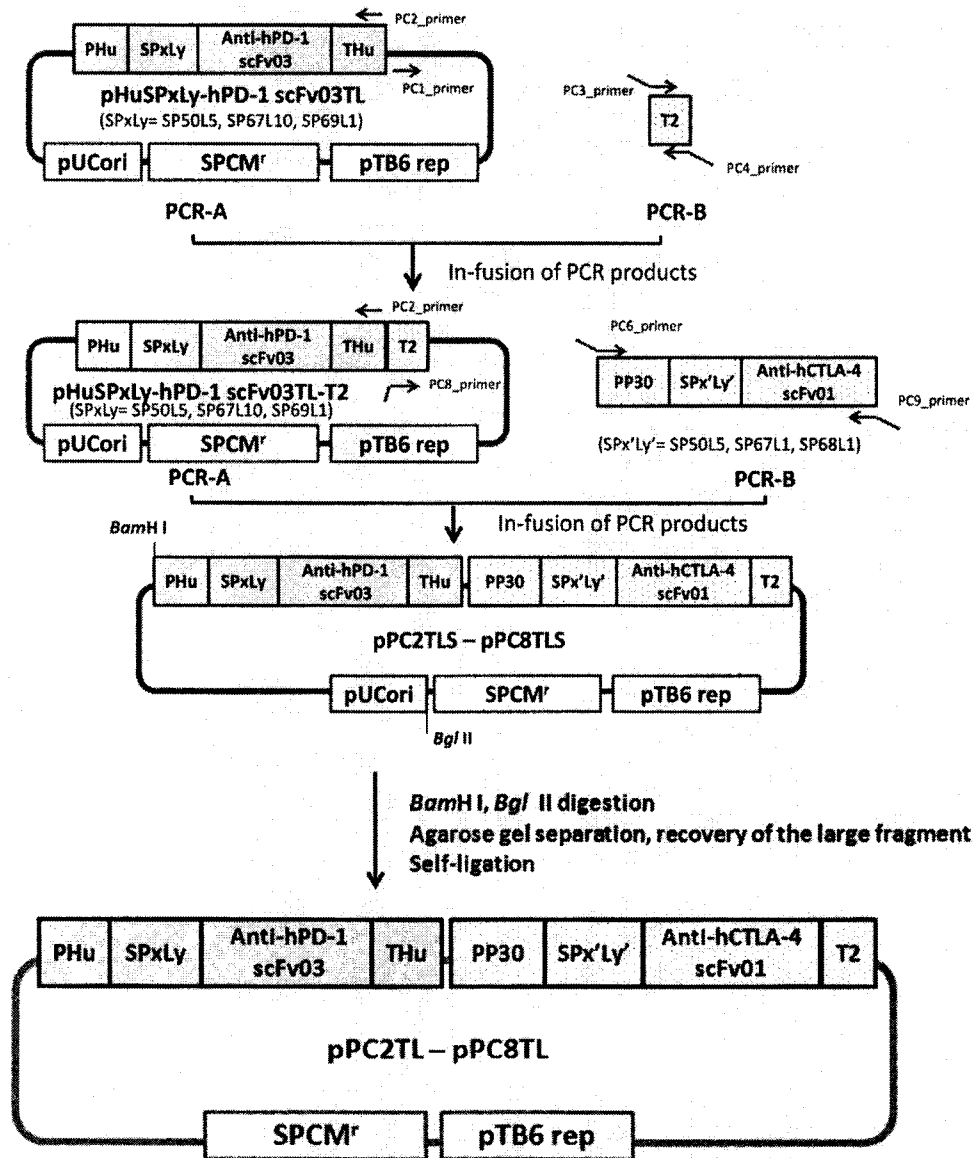 PC2_primer
PHu SPxLy Anti-hPD-1 scFv03 THu
PC1_primer
pHuSPxLy-hPD-1 scFv03TL
(SPxLy= SP50L5, SP67L10, SP69L1)
pUCori SPCMʳ pTB6 rep
PC3_primer
T2
PC4_primer
PCR-A PCR-B
In-fusion of PCR products
PC2_primer
PHu SPxLy Anti-hPD-1 scFv03 THu T2
PC8_primer
pHuSPxLy-hPD-1 scFv03TL-T2
(SPxLy= SP50L5, SP67L10, SP69L1)
pUCori SPCMʳ pTB6 rep
PC6_primer
PP30 SPx'Ly' Anti-hCTLA-4 scFv01
PC9_primer
(SPx'Ly'= SP50L5, SP67L1, SP68L1)
PCR-A PCR-B
In-fusion of PCR products
BamH I
PHu SPxLy Anti-hPD-1 scFv03 THu PP30 SPx'Ly' Anti-hCTLA-4 scFv01 T2
pPC2TLS – pPC8TLS
pUCori SPCMʳ pTB6 rep
Bgl II
BamH I, Bgl II digestion
Agarose gel separation, recovery of the large fragment
Self-ligation
PHu SPxLy Anti-hPD-1 scFv03 THu PP30 SPx'Ly' Anti-hCTLA-4 scFv01 T2
pPC2TL – pPC8TL
SPCMʳ pTB6 rep